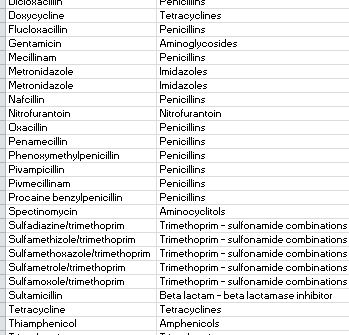 Dicloxacillin Penicillins
Doxycycline Tetracyclines
Flucloxacillin Penicillins
Gentamicin Aminoglycosides
Mecillinam Penicillins
Metronidazole Imidazoles
Metronidazole Imidazoles
Nafcillin Penicillins
Nitrofurantoin Nitrofurantoin
Oxacillin Penicillins
Penamecillin Penicillins
Phenoxymethylpenicillin Penicillins
Pivampicillin Penicillins
Pivmecillinam Penicillins
Procaine benzylpenicillin Penicillins
Spectinomycin Aminocyclitols
Sulfadiazine/trimethoprim Trimethoprim - sulfonamide combinations
Sulfamethizole/trimethoprim Trimethoprim - sulfonamide combinations
Sulfamethoxazole/trimethoprim Trimethoprim - sulfonamide combinations
Sulfametrole/trimethoprim Trimethoprim - sulfonamide combinations
Sulfamoxole/trimethoprim Trimethoprim - sulfonamide combinations
Sultamicillin Beta lactam - beta lactamase inhibitor
Tetracycline Tetracyclines
Thiamphenicol Amphenicols